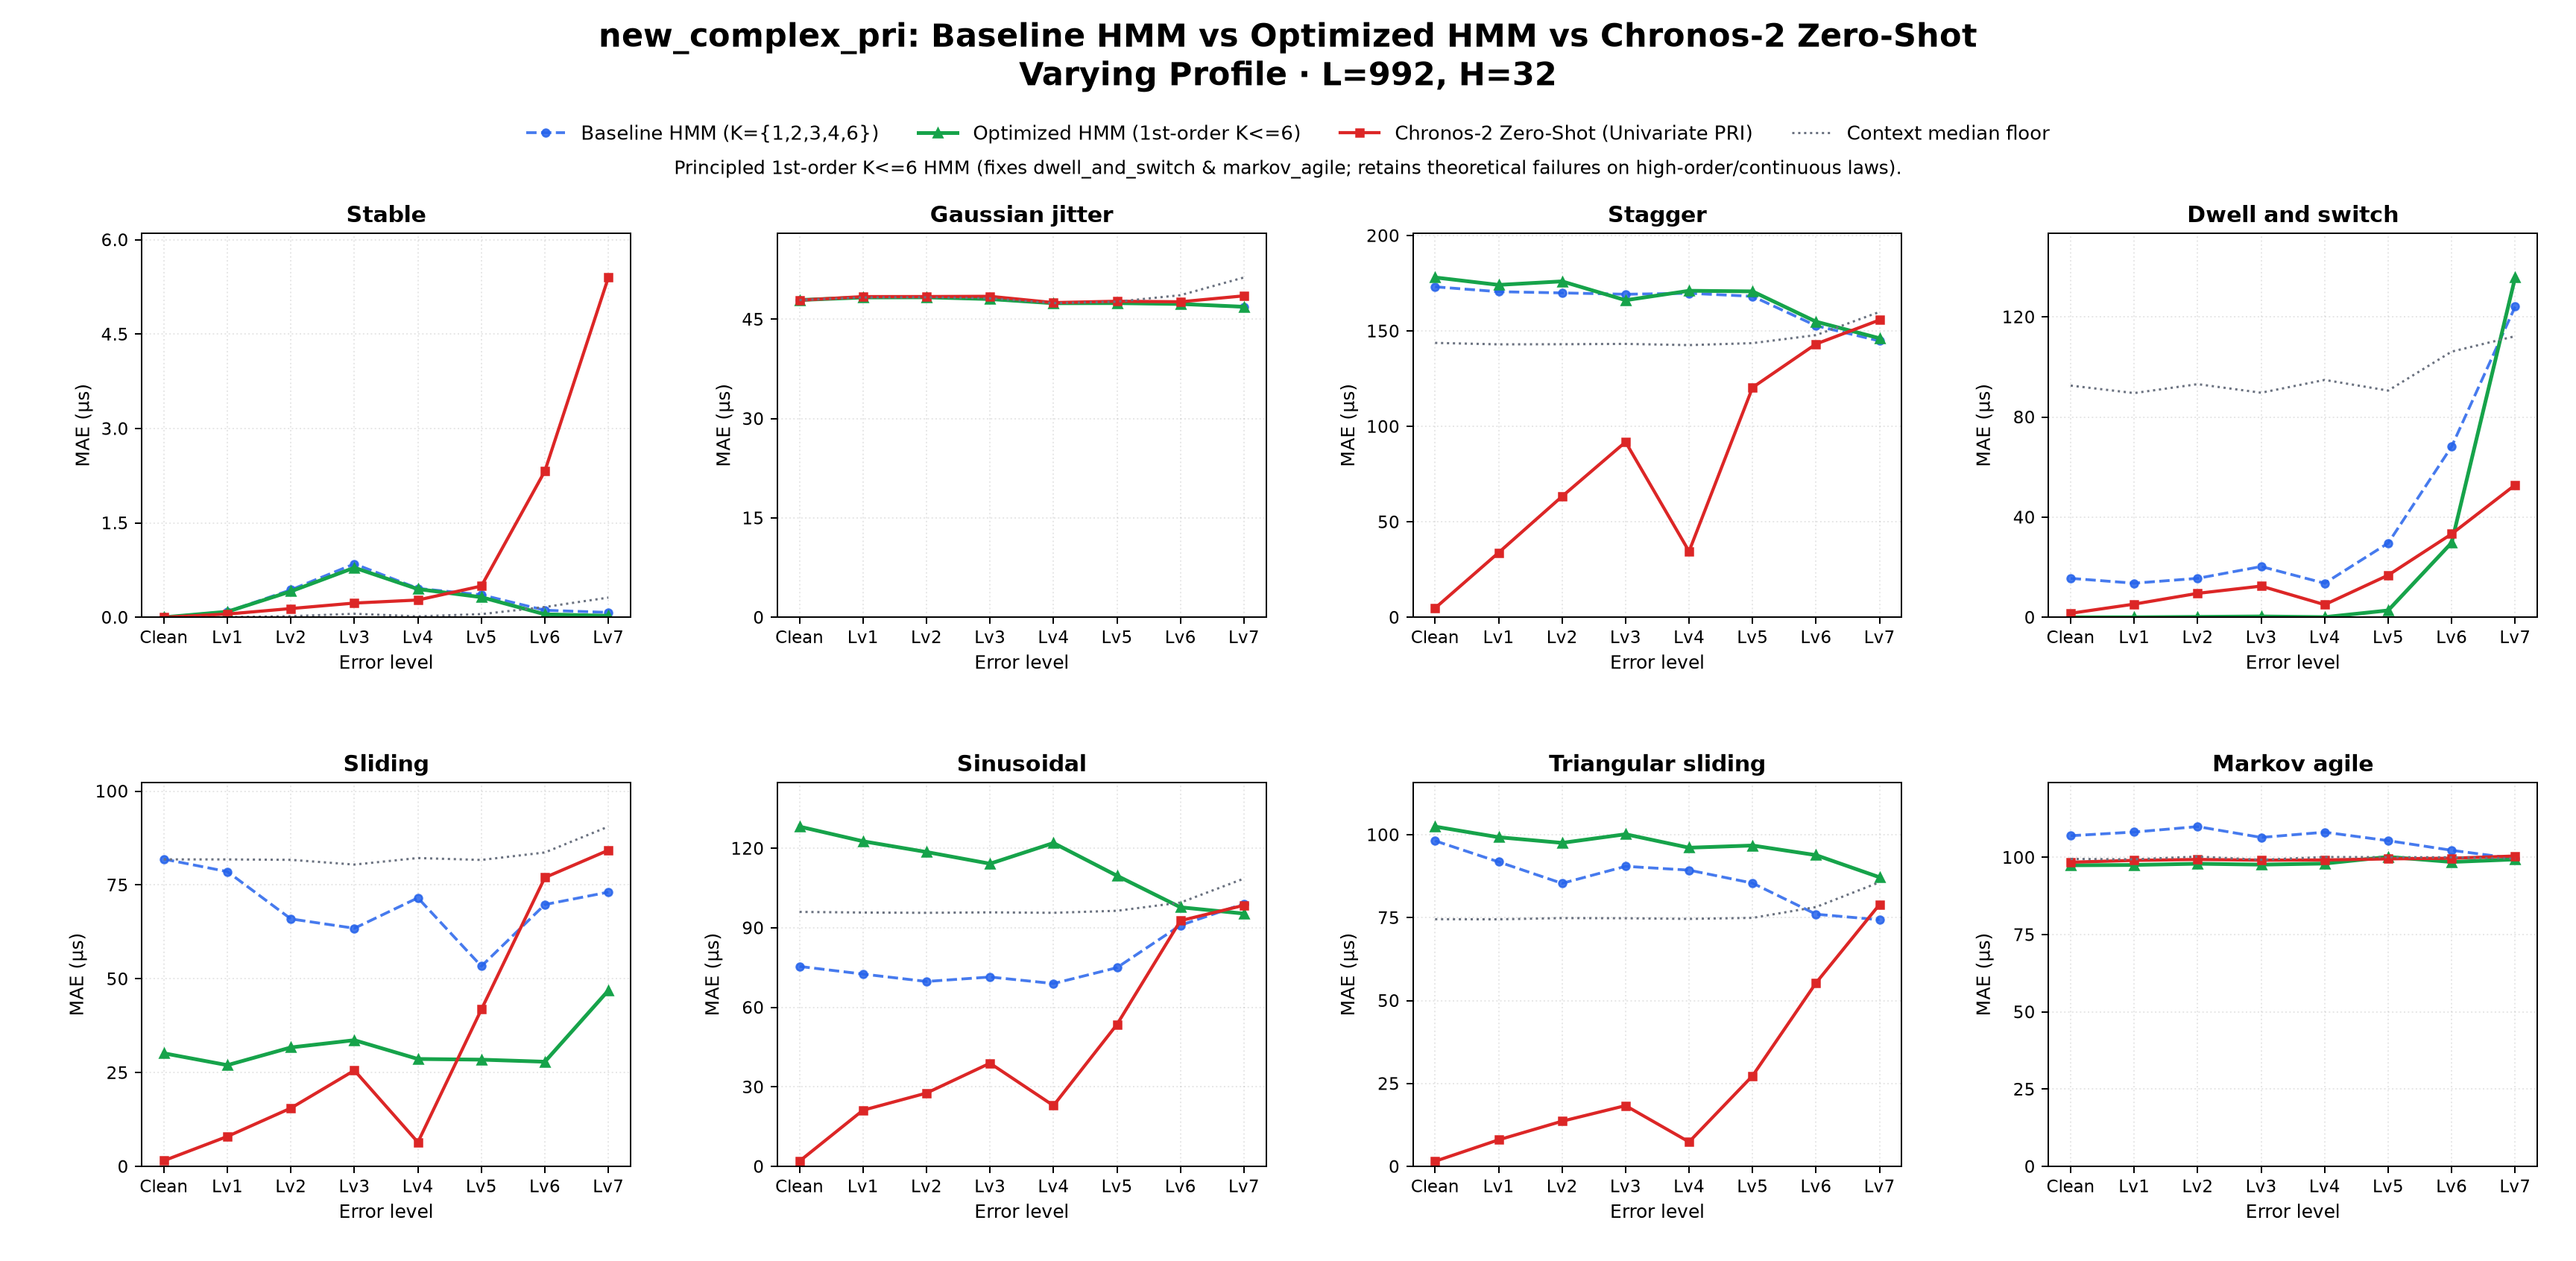 new_complex_pri: Baseline HMM vs Optimized HMM vs Chronos-2 Zero-Shot
Varying Profile · L=992, H=32
Baseline HMM (K={1,2,3,4,6})
Optimized HMM (1st-order K<=6)
Chronos-2 Zero-Shot (Univariate PRI)
Context median floor
Principled 1st-order K<=6 HMM (fixes dwell_and_switch & markov_agile; retains theoretical failures on high-order/continuous laws).
Stable
MAE (µs)
6.0
4.5
3.0
1.5
0.0
Clean Lv1 Lv2 Lv3 Lv4 Lv5 Lv6 Lv7
Error level
Gaussian jitter
MAE (µs)
45
30
15
0
Clean Lv1 Lv2 Lv3 Lv4 Lv5 Lv6 Lv7
Error level
Stagger
MAE (µs)
200
150
100
50
0
Clean Lv1 Lv2 Lv3 Lv4 Lv5 Lv6 Lv7
Error level
Dwell and switch
MAE (µs)
120
80
40
0
Clean Lv1 Lv2 Lv3 Lv4 Lv5 Lv6 Lv7
Error level
Sliding
MAE (µs)
100
75
50
25
0
Clean Lv1 Lv2 Lv3 Lv4 Lv5 Lv6 Lv7
Error level
Sinusoidal
MAE (µs)
120
90
60
30
0
Clean Lv1 Lv2 Lv3 Lv4 Lv5 Lv6 Lv7
Error level
Triangular sliding
MAE (µs)
100
75
50
25
0
Clean Lv1 Lv2 Lv3 Lv4 Lv5 Lv6 Lv7
Error level
Markov agile
MAE (µs)
100
75
50
25
0
Clean Lv1 Lv2 Lv3 Lv4 Lv5 Lv6 Lv7
Error level